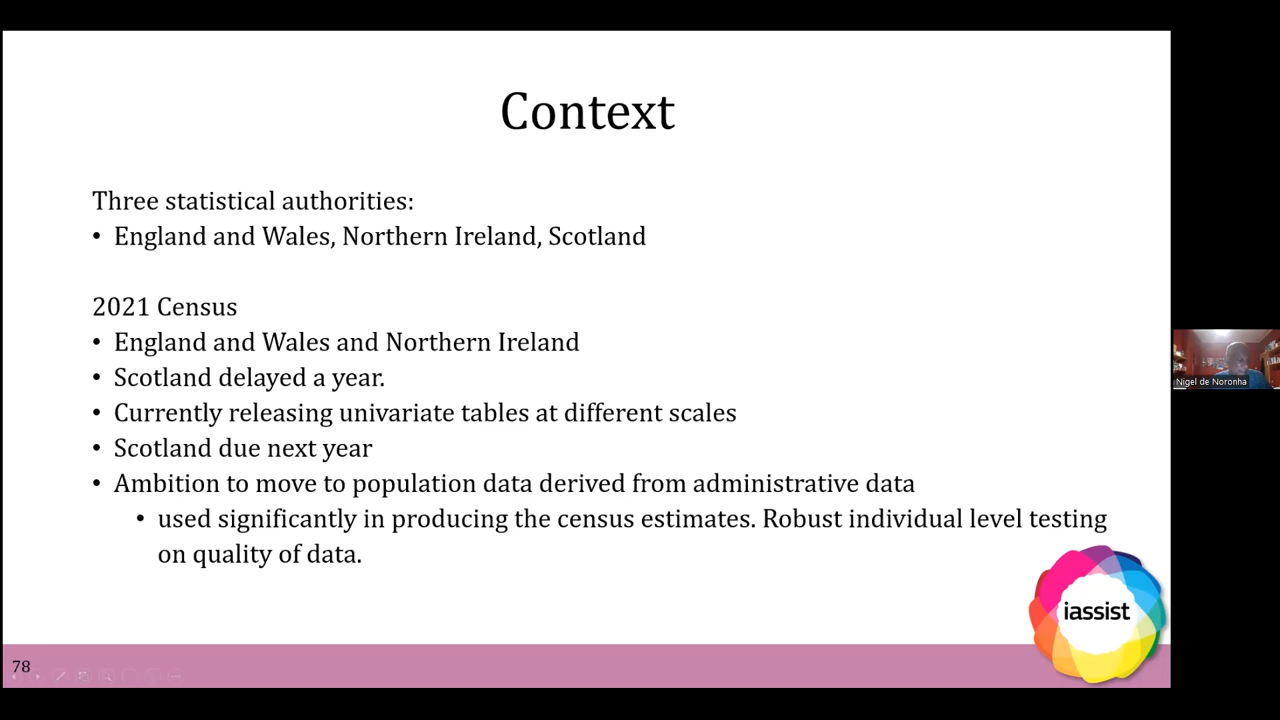 Context
Three statistical authorities:
• England and Wales, Northern Ireland, Scotland
2021 Census
• England and Wales and Northern Ireland
• Scotland delayed a year.
• Currently releasing univariate tables at different scales
• Scotland due next year
• Ambition to move to population data derived from administrative data
• used significantly in producing the census estimates. Robust individual level testing
on quality of data.
iassist
78
Nigel de Noronha